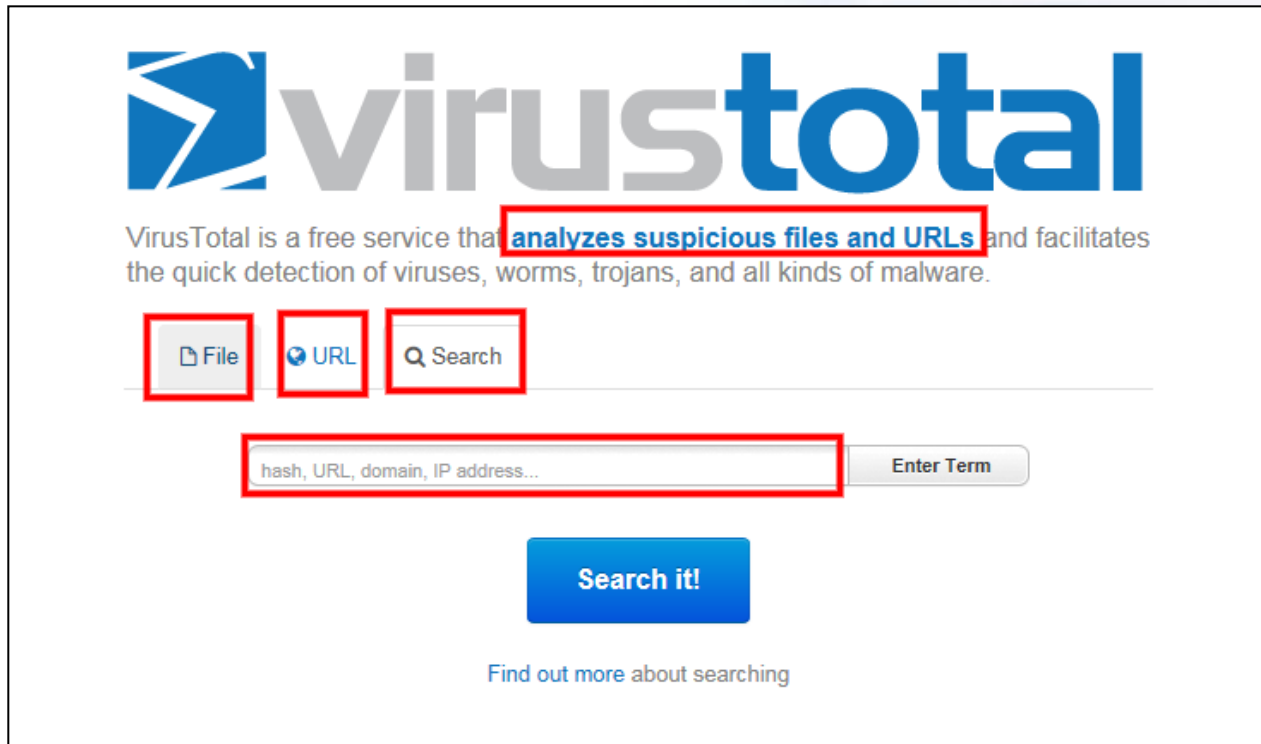 virustotal
VirusTotal is a free service that analyzes suspicious files and URLs and facilitates
the quick detection of viruses, worms, trojans, and all kinds of malware.
File URL Search
hash, URL, domain, IP address... Enter Term
Search it!
Find out more about searching